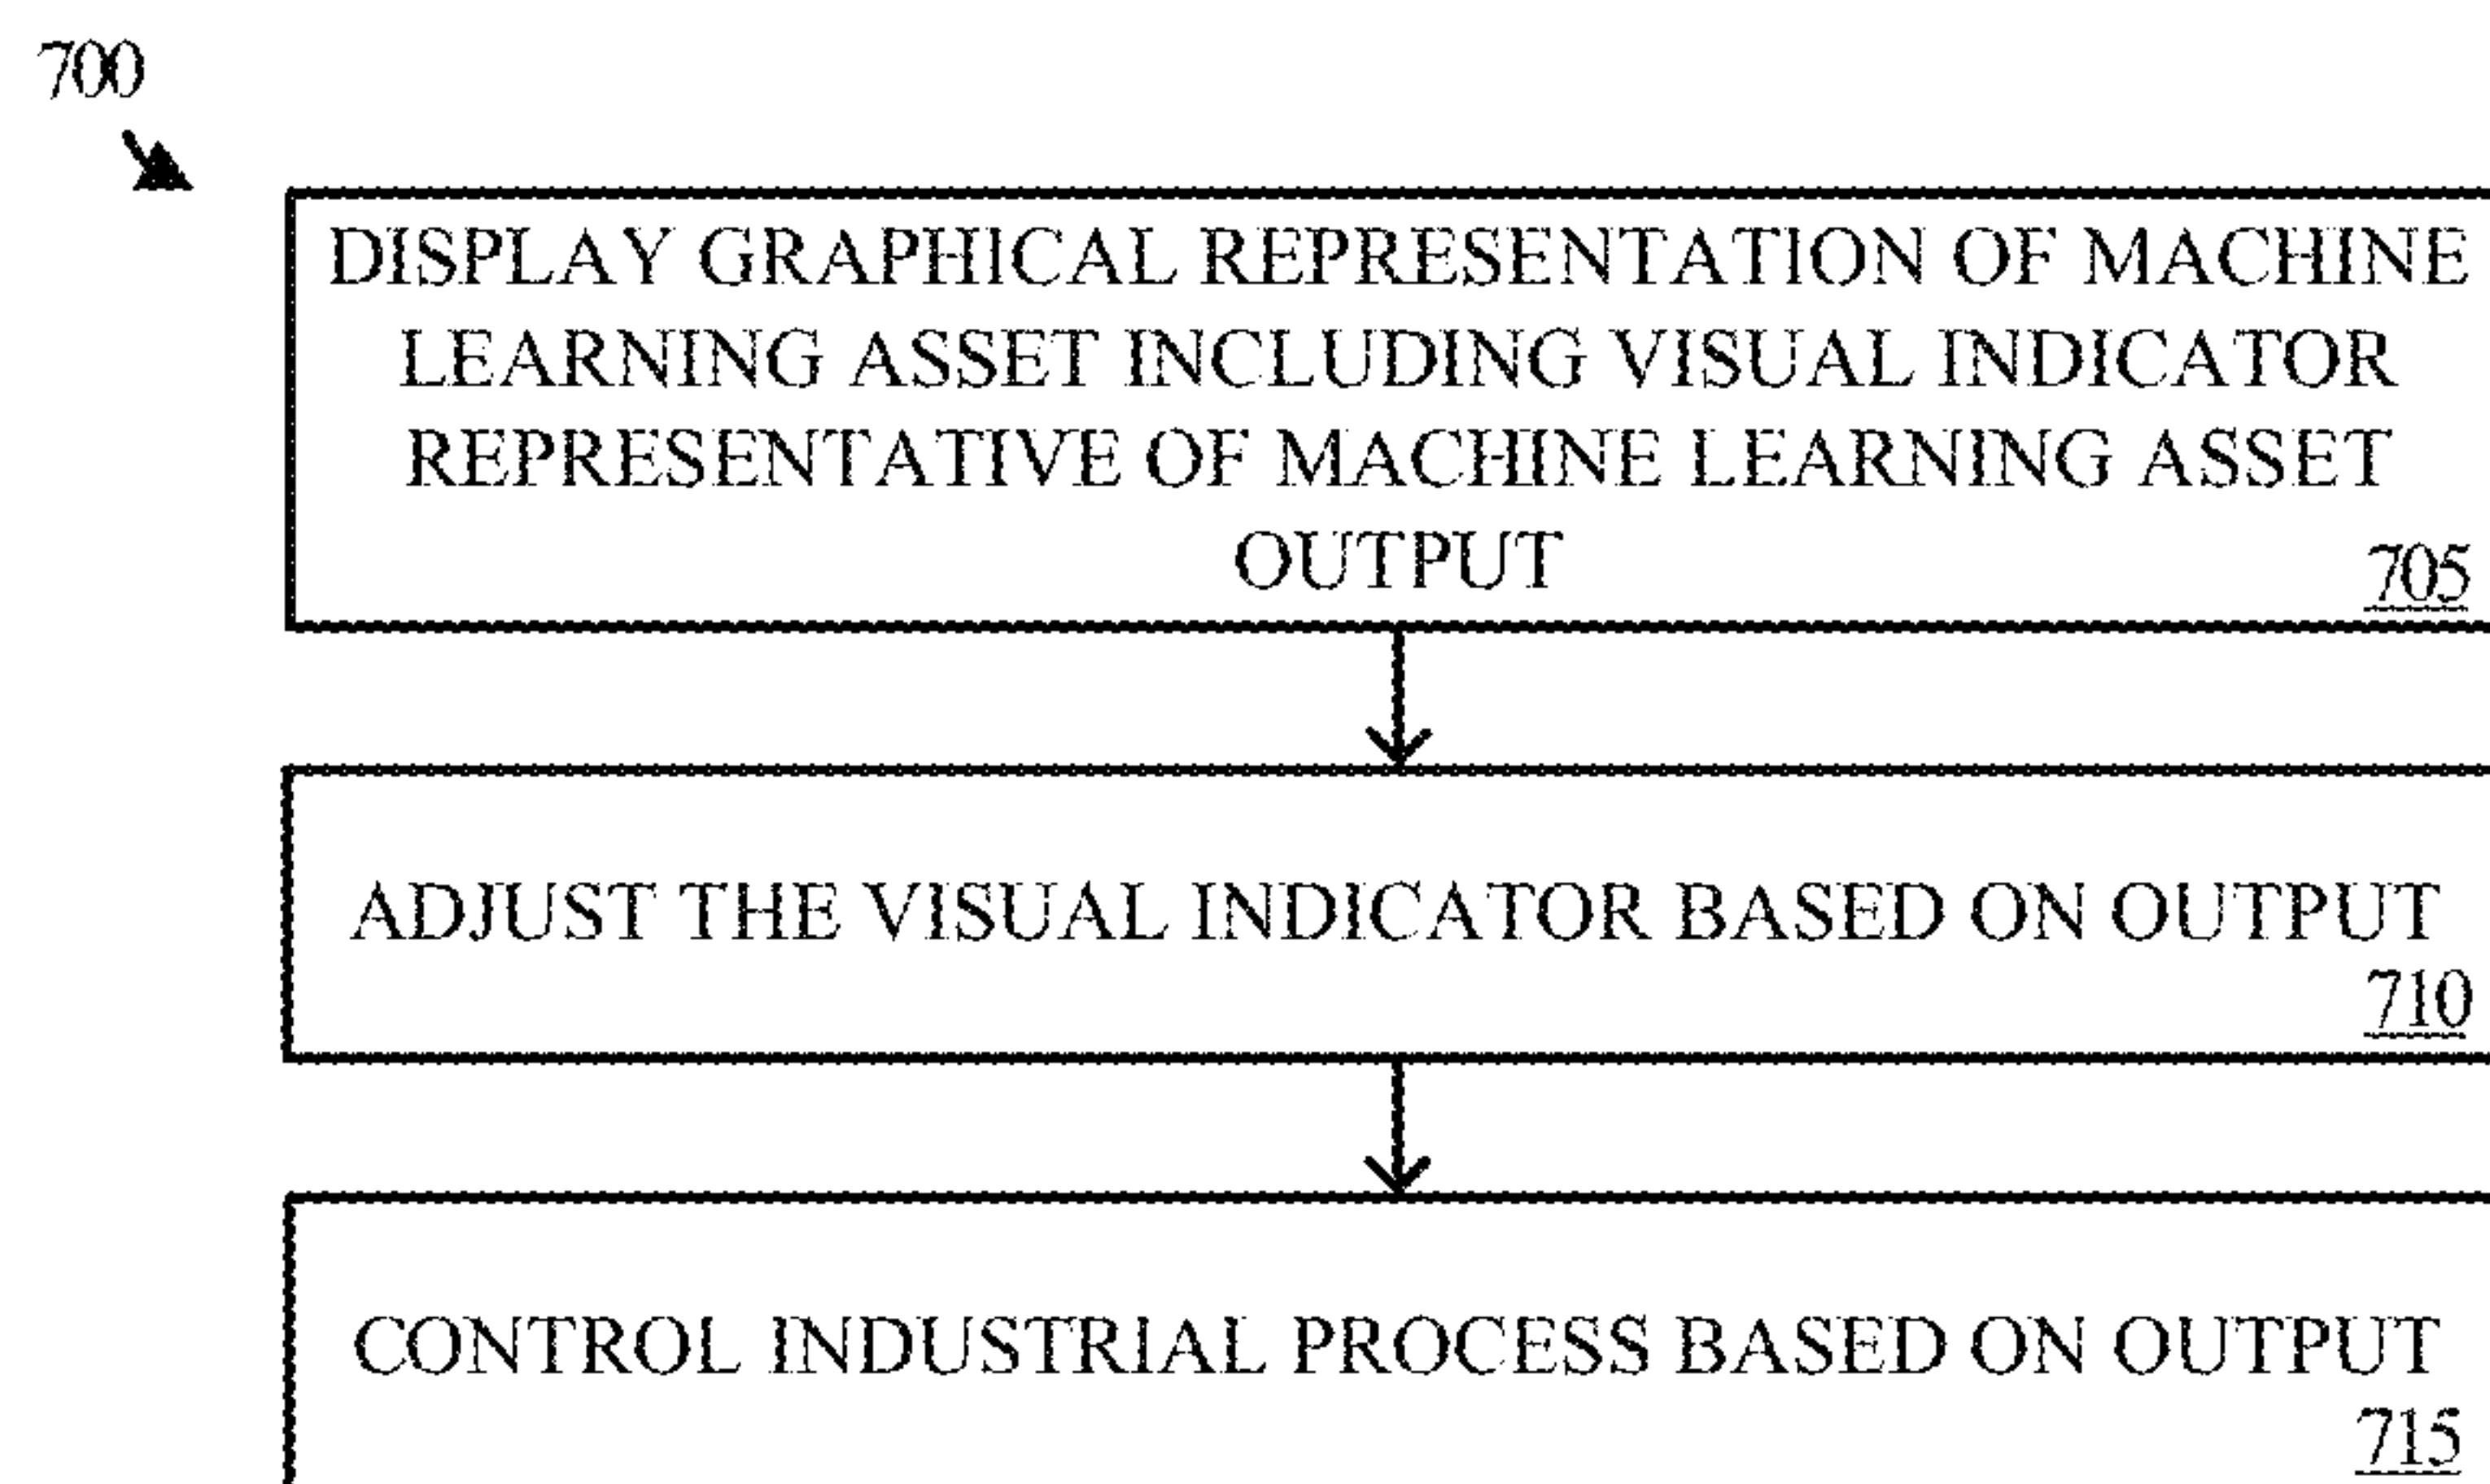 700
DISPLAY GRAPHICAL REPRESENTATION OF MACHINE
LEARNING ASSET INCLUDING VISUAL INDICATOR
REPRESENTATIVE OF MACHINE LEARNING ASSET
OUTPUT
705
ADJUST THE VISUAL INDICATOR BASED ON OUTPUT
710
CONTROL INDUSTRIAL PROCESS BASED ON OUTPUT
715